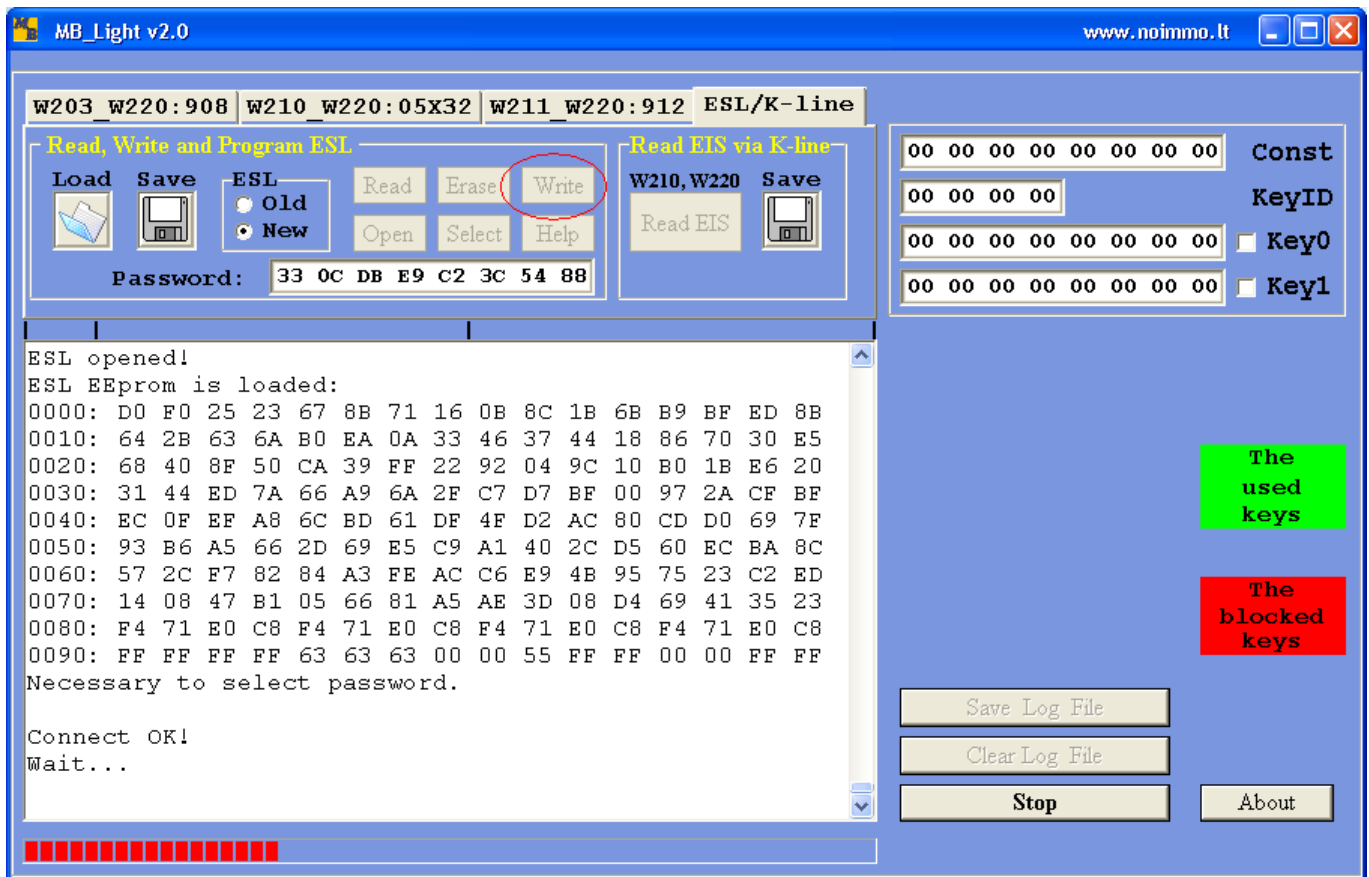 MB_Light v2.0 www.noimmo.lt
W203_W220:908 W210_W220:05X32 W211_W220:912 ESL/K-line
Read, Write and Program ESL
Load Save ESL
Old
New
Read Erase Write
Open Select Help
Password: 33 0C DB E9 C2 3C 54 88
Read EIS via K-line
W210, W220 Save
Read EIS
00 00 00 00 00 00 00 00 Const
00 00 00 00 KeyID
00 00 00 00 00 00 00 00 Key0
00 00 00 00 00 00 00 00 Key1
ESL opened!
ESL EEprom is loaded:
0000: D0 F0 25 23 67 8B 71 16 0B 8C 1B 6B B9 BF ED 8B
0010: 64 2B 63 6A B0 EA 0A 33 46 37 44 18 86 70 30 E5
0020: 68 40 8F 50 CA 39 FF 22 92 04 9C 10 B0 1B E6 20
0030: 31 44 ED 7A 66 A9 6A 2F C7 D7 BF 00 97 2A CF BF
0040: EC 0F EF A8 6C BD 61 DF 4F D2 AC 80 CD D0 69 7F
0050: 93 B6 A5 66 2D 69 E5 C9 A1 40 2C D5 60 EC BA 8C
0060: 57 2C F7 82 84 A3 FE AC C6 E9 4B 95 75 23 C2 ED
0070: 14 08 47 B1 05 66 81 A5 AE 3D 08 D4 69 41 35 23
0080: F4 71 E0 C8 F4 71 E0 C8 F4 71 E0 C8 F4 71 E0 C8
0090: FF FF FF FF 63 63 63 00 00 55 FF FF 00 00 FF FF
Necessary to select password.
Connect OK!
Wait...
The
used
keys
The
blocked
keys
Save Log File
Clear Log File
Stop
About